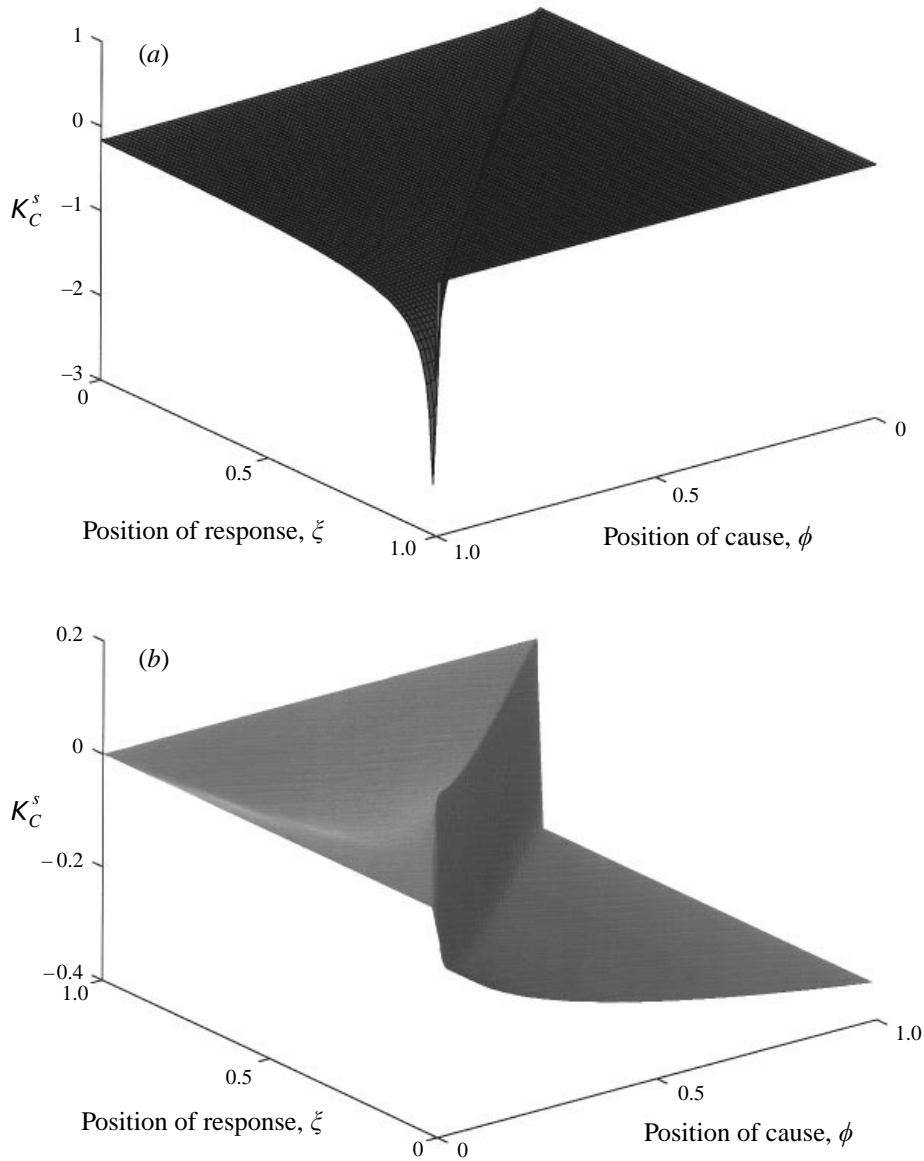 1
(a)
0
K_C^s
−1
−2
−3
0
0
0.5
0.5
Position of response, ξ
1.0
1.0
Position of cause, ϕ
0.2
(b)
0
K_C^s
−0.2
−0.4
1.0
1.0
0.5
0.5
Position of response, ξ
0
0
Position of cause, ϕ